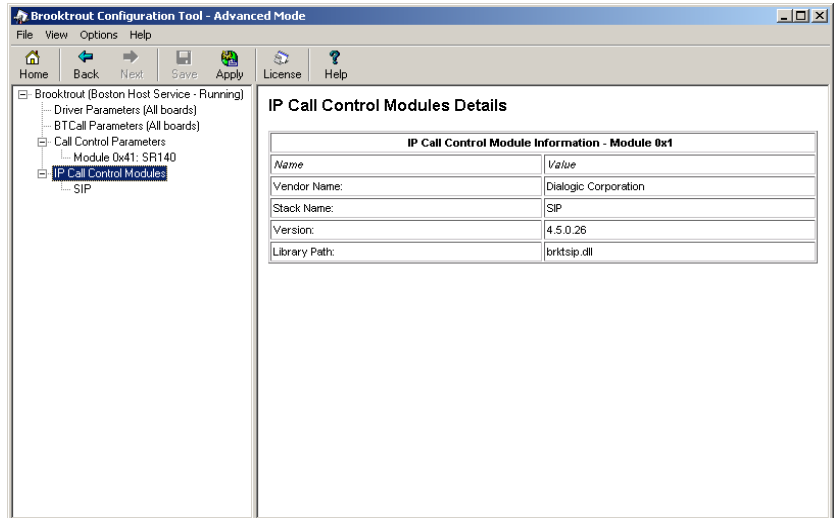 Brooktrout Configuration Tool - Advanced Mode
File View Options Help
Home Back Next Save Apply License Help
Brooktrout (Boston Host Service - Running)
Driver Parameters (All boards)
BTCall Parameters (All boards)
Call Control Parameters
Module 0x41: SR140
IP Call Control Modules
SIP
IP Call Control Modules Details
IP Call Control Module Information - Module 0x1
Name Value
Vendor Name: Dialogic Corporation
Stack Name: SIP
Version: 4.5.0.26
Library Path: brktsip.dll